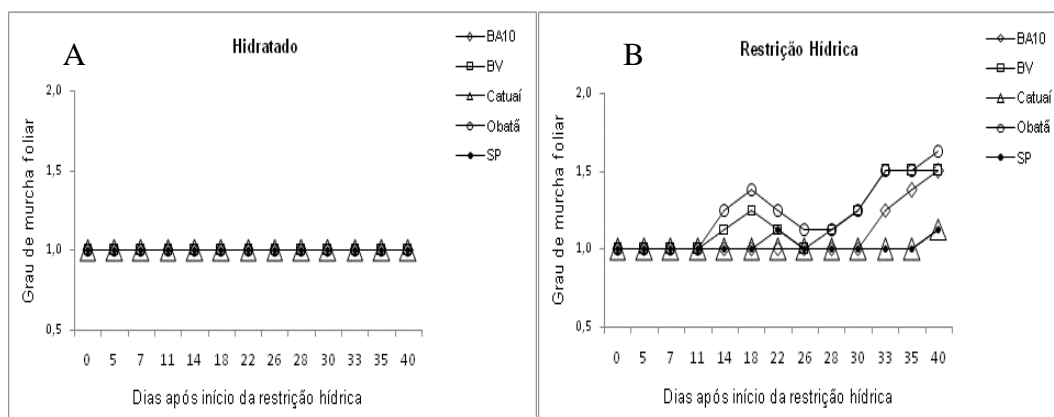 A
Hidratado
BA10
BV
Catuaí
Obatã
SP
Grau de murcha foliar
2,0
1,5
1,0
0,5
0 5 7 11 14 18 22 26 28 30 33 35 40
Dias após início da restrição hídrica
B
Restrição Hídrica
BA10
BV
Catuaí
Obatã
SP
Grau de murcha foliar
2,0
1,5
1,0
0,5
0 5 7 11 14 18 22 26 28 30 33 35 40
Dias após início da restrição hídrica